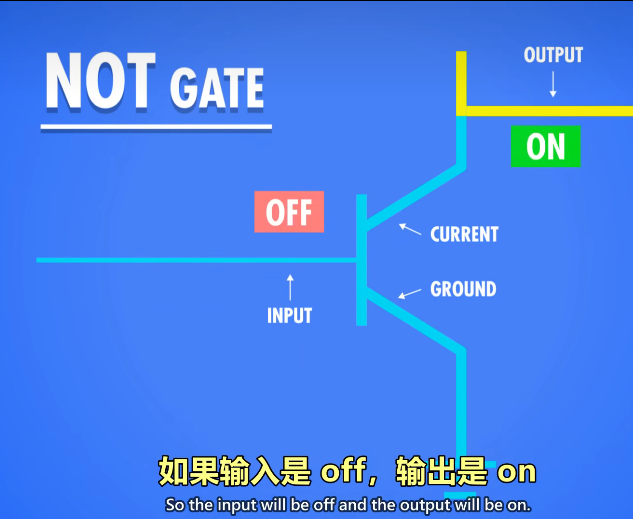 NOT GATE
OUTPUT
ON
OFF
CURRENT
GROUND
INPUT
如果输入是 off，输出是 on
So the input will be off and the output will be on.